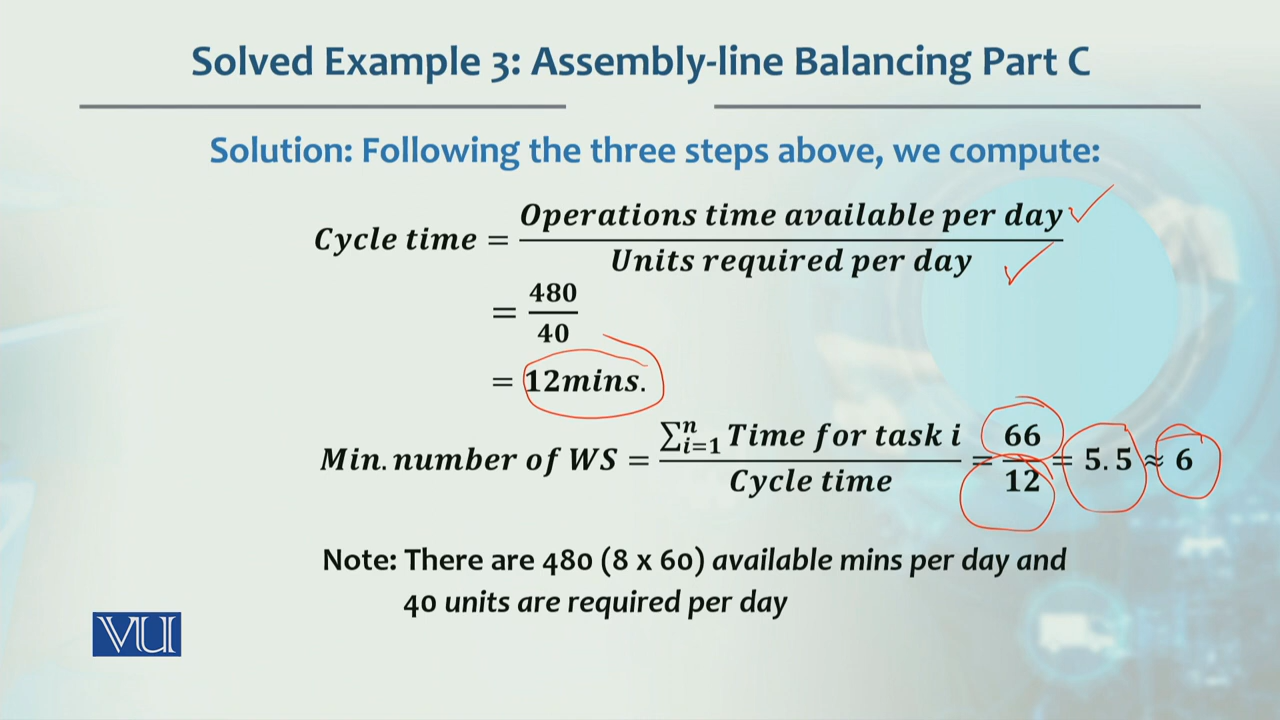 Solved Example 3: Assembly-line Balancing Part C
Solution: Following the three steps above, we compute:
Cycle time = Operations time available per day / Units required per day
= 480 / 40
= 12mins.
Min. number of WS = ∑ⁿᵢ₌₁ Time for task i / Cycle time = 66 / 12 = 5.5 ≈ 6
Note: There are 480 (8 x 60) available mins per day and
40 units are required per day
VU